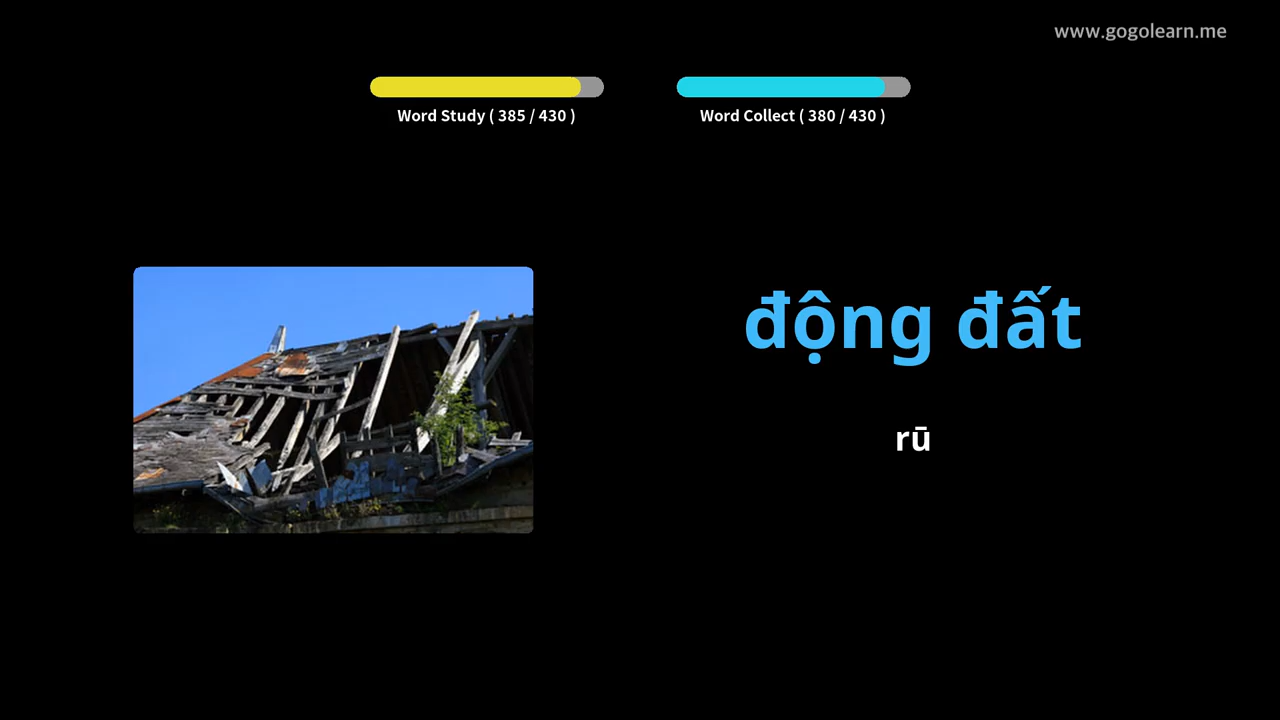 www.gogolearn.me
Word Study ( 385 / 430 )
Word Collect ( 380 / 430 )
động đất
rū